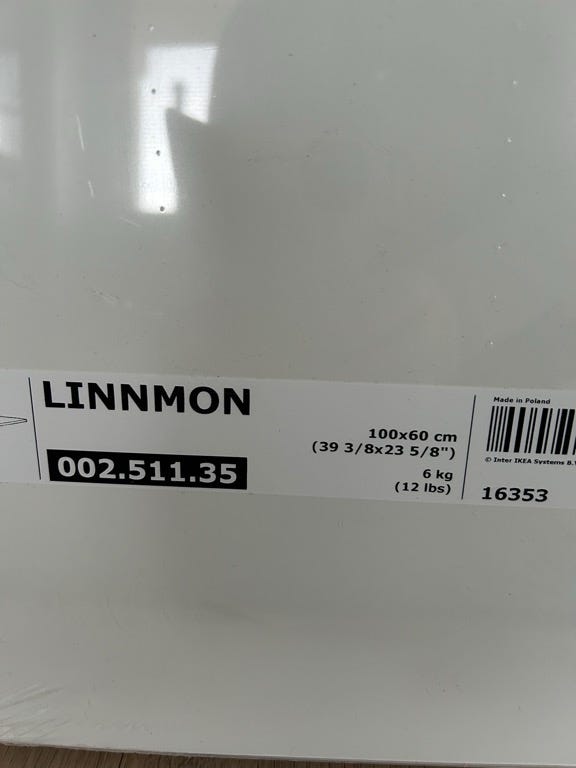 LINNMON
002.511.35
100x60 cm
(39 3/8x23 5/8")
6 kg
(12 lbs)
Made in Poland
© Inter IKEA Systems B.V
16353